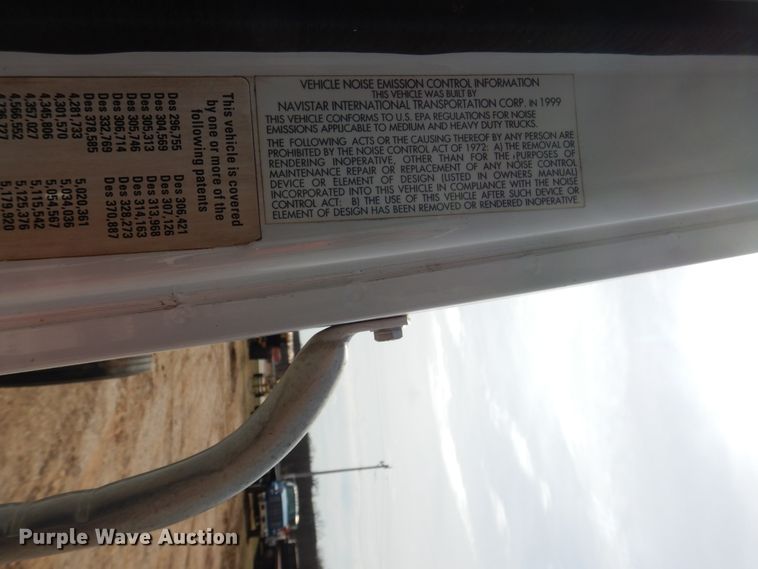 VEHICLE NOISE EMISSION CONTROL INFORMATION
THIS VEHICLE WAS BUILT BY
NAVISTAR INTERNATIONAL TRANSPORTATION CORP. IN 1999
THIS VEHICLE CONFORMS TO U.S. EPA REGULATIONS FOR NOISE
EMISSIONS APPLICABLE TO MEDIUM AND HEAVY DUTY TRUCKS.
THE FOLLOWING ACTS OR THE CAUSING THEREOF BY ANY PERSON ARE
PROHIBITED BY THE NOISE CONTROL ACT OF 1972: A) THE REMOVAL OR
RENDERING INOPERATIVE, OTHER THAN FOR THE PURPOSES OF
MAINTENANCE REPAIR OR REPLACEMENT OF ANY NOISE CONTROL
DEVICE OR ELEMENT OF DESIGN (LISTED IN OWNERS MANUAL)
INCORPORATED INTO THIS VEHICLE IN COMPLIANCE WITH THE NOISE
CONTROL ACT: B) THE USE OF THIS VEHICLE AFTER SUCH DEVICE OR
ELEMENT OF DESIGN HAS BEEN REMOVED OR RENDERED INOPERATIVE
This vehicle is covered
by one or more of the
following patents
Des 296,755 Des 306,421
Des 304,569 Des 307,126
Des 305,313 Des 313,968
Des 305,746 Des 314,163
Des 306,714 Des 328,273
Des 332,769 Des 370,887
Des 378,585
4,281,733 5,020,361
4,301,570 5,034,036
4,345,806 5,054,567
4,357,027 5,115,542
4,566,552 5,125,376
4,736,727 5,179,920
Purple Wave Auction